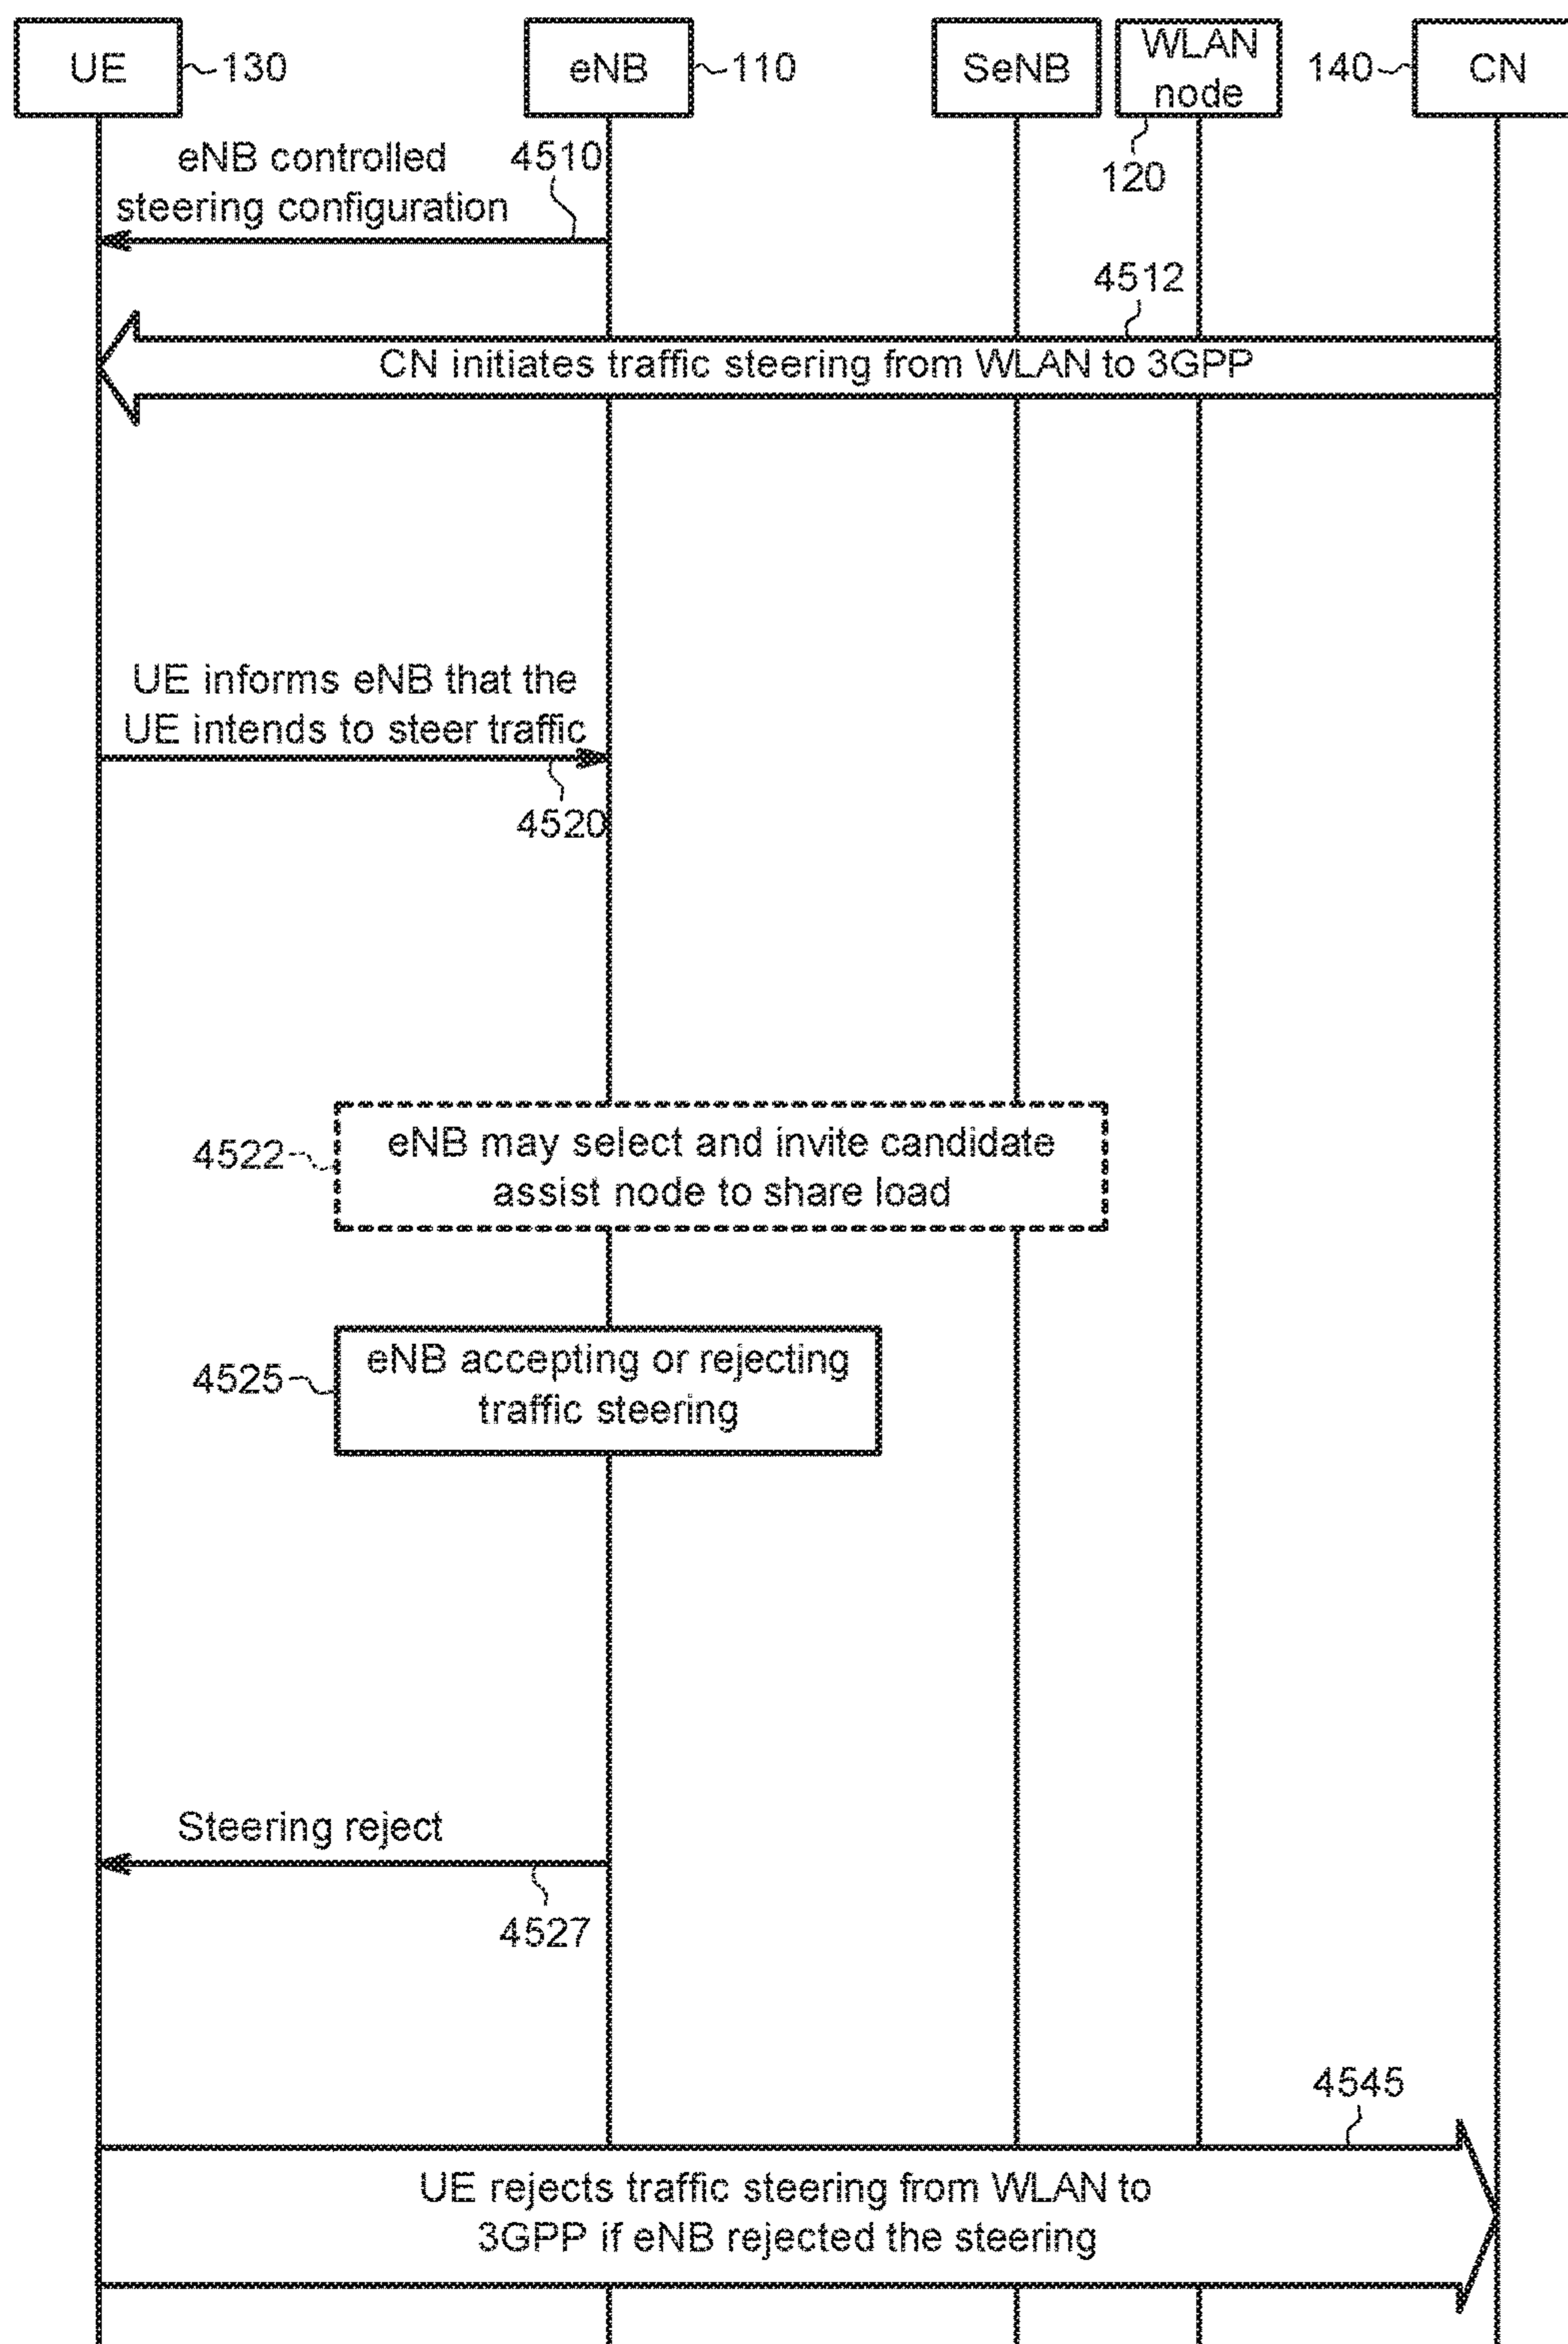 UE
130
eNB
110
SeNB
WLAN
node
120
140
CN
eNB controlled
steering configuration
4510
4512
CN initiates traffic steering from WLAN to 3GPP
UE informs eNB that the
UE intends to steer traffic
4520
4522
eNB may select and invite candidate
assist node to share load
4525
eNB accepting or rejecting
traffic steering
Steering reject
4527
4545
UE rejects traffic steering from WLAN to
3GPP if eNB rejected the steering